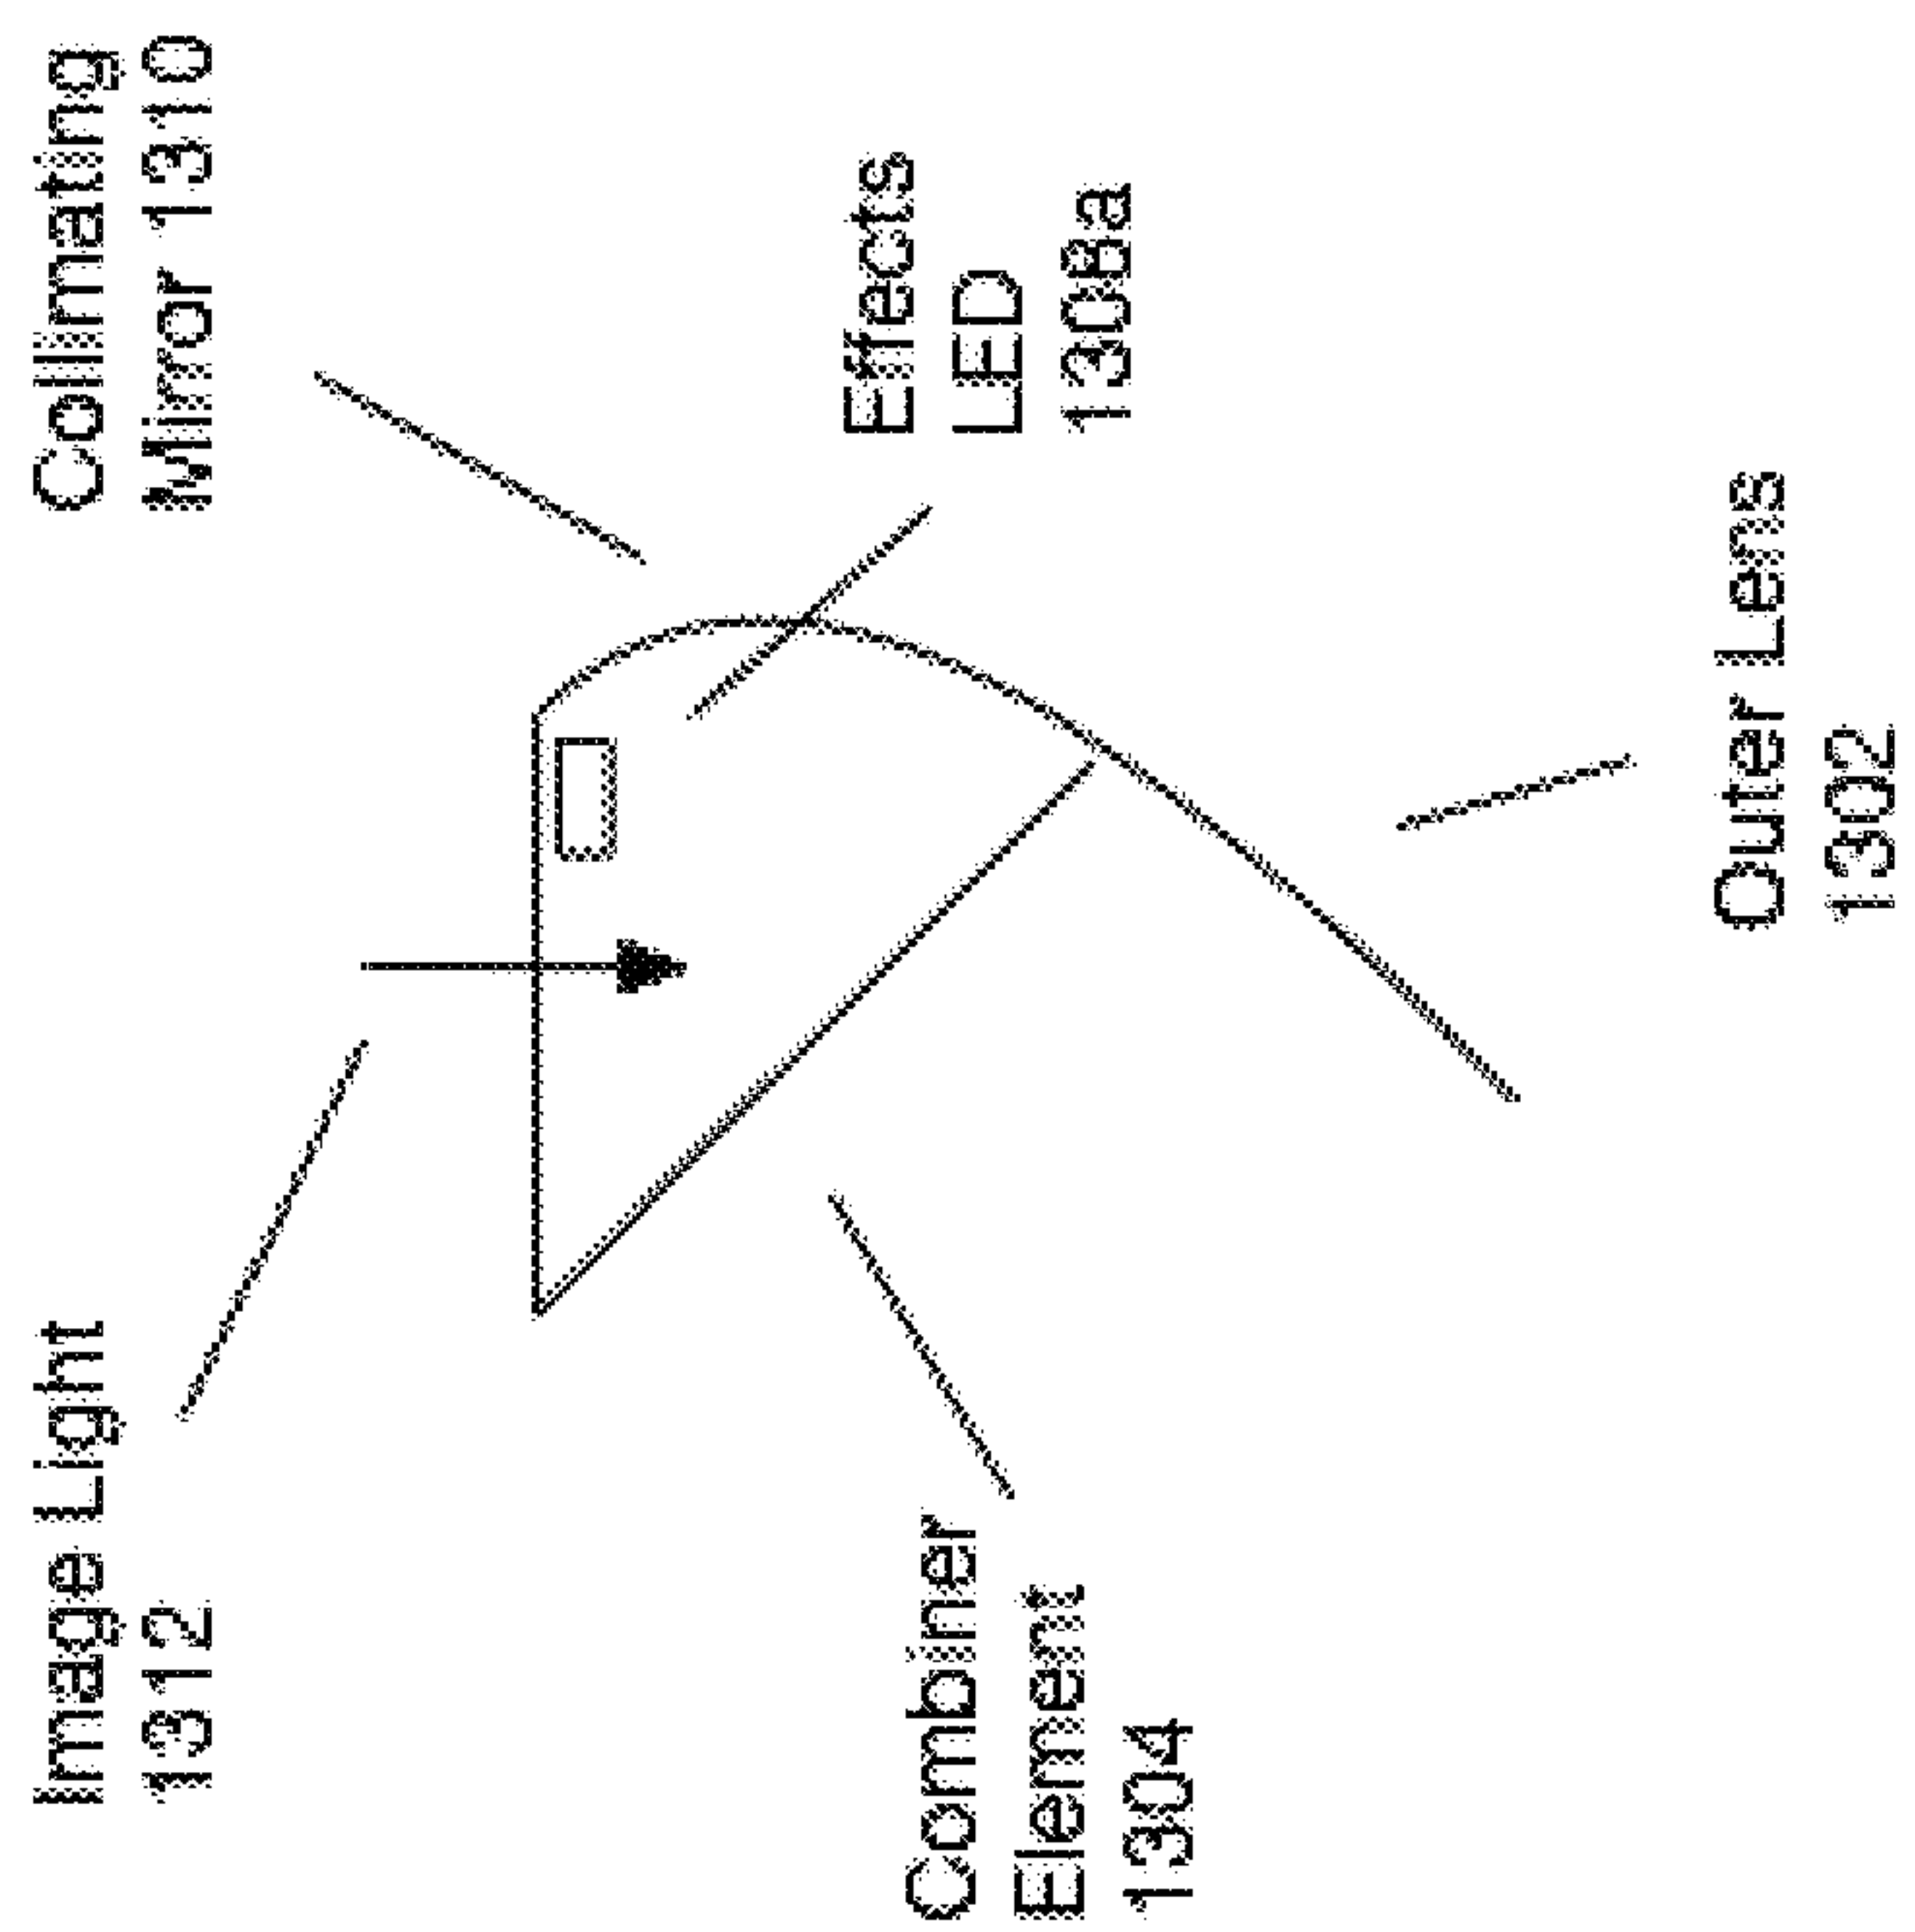 Image Light
1312
Collimating
Mirror 1310
Effects
LED
1308a
Combiner
Element
1304
Outer Lens
1302